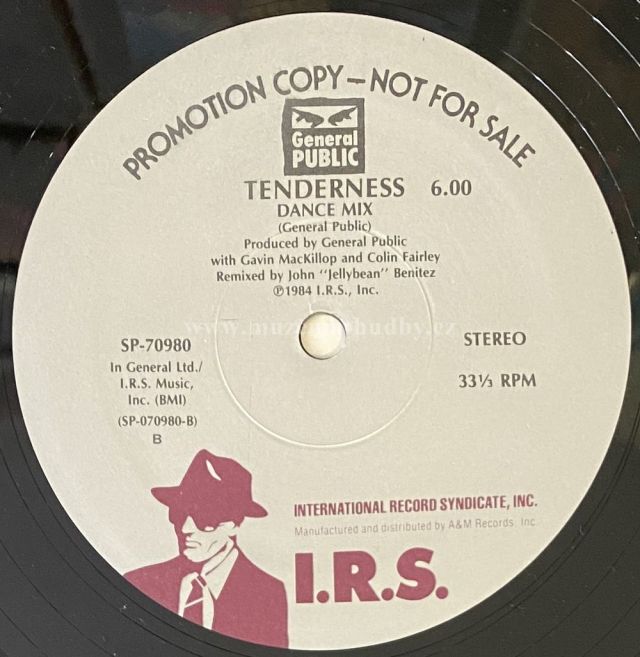 PROMOTION COPY — NOT FOR SALE
General
PUBLIC
TENDERNESS 6.00
DANCE MIX
(General Public)
Produced by General Public
with Gavin MacKillop and Colin Fairley
Remixed by John "Jellybean" Benitez
℗1984 I.R.S., Inc.
SP-70980
STEREO
In General Ltd./
I.R.S. Music,
Inc. (BMI)
33⅓ RPM
(SP-070980-B)
B
INTERNATIONAL RECORD SYNDICATE, INC.
Manufactured and distributed by A&M Records, Inc.
I.R.S.